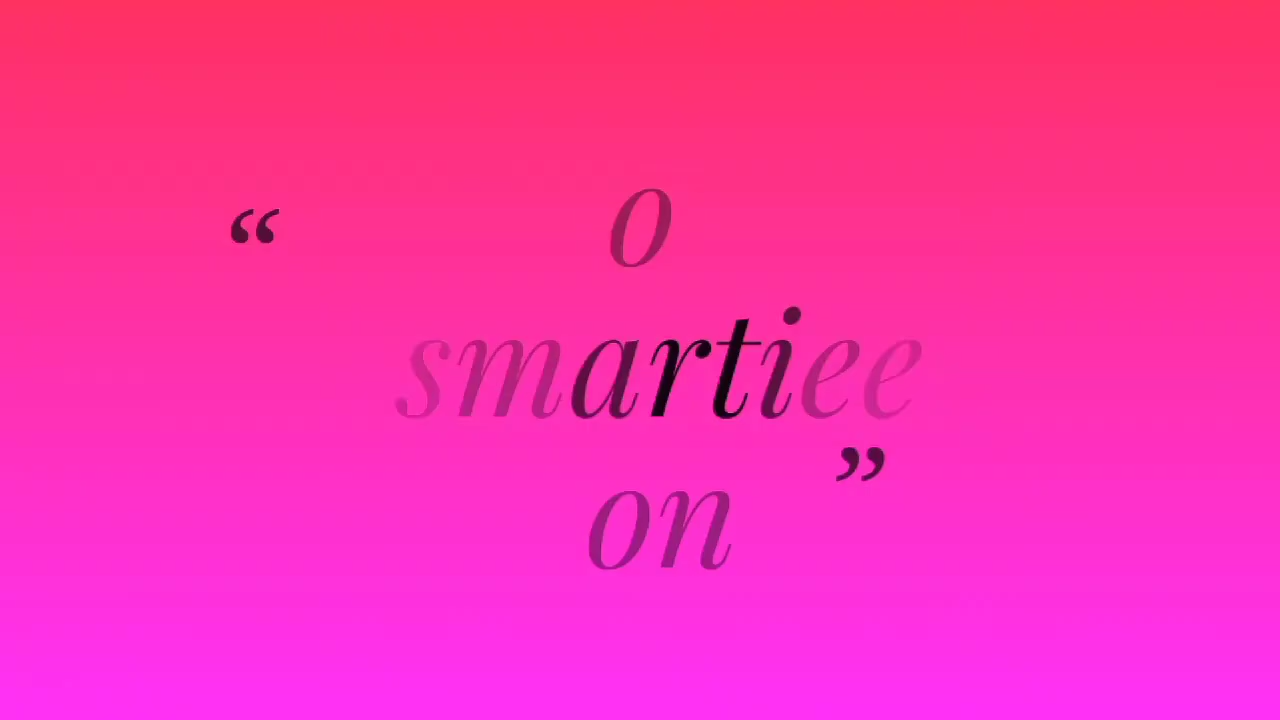 “ o
smartiee
on ”